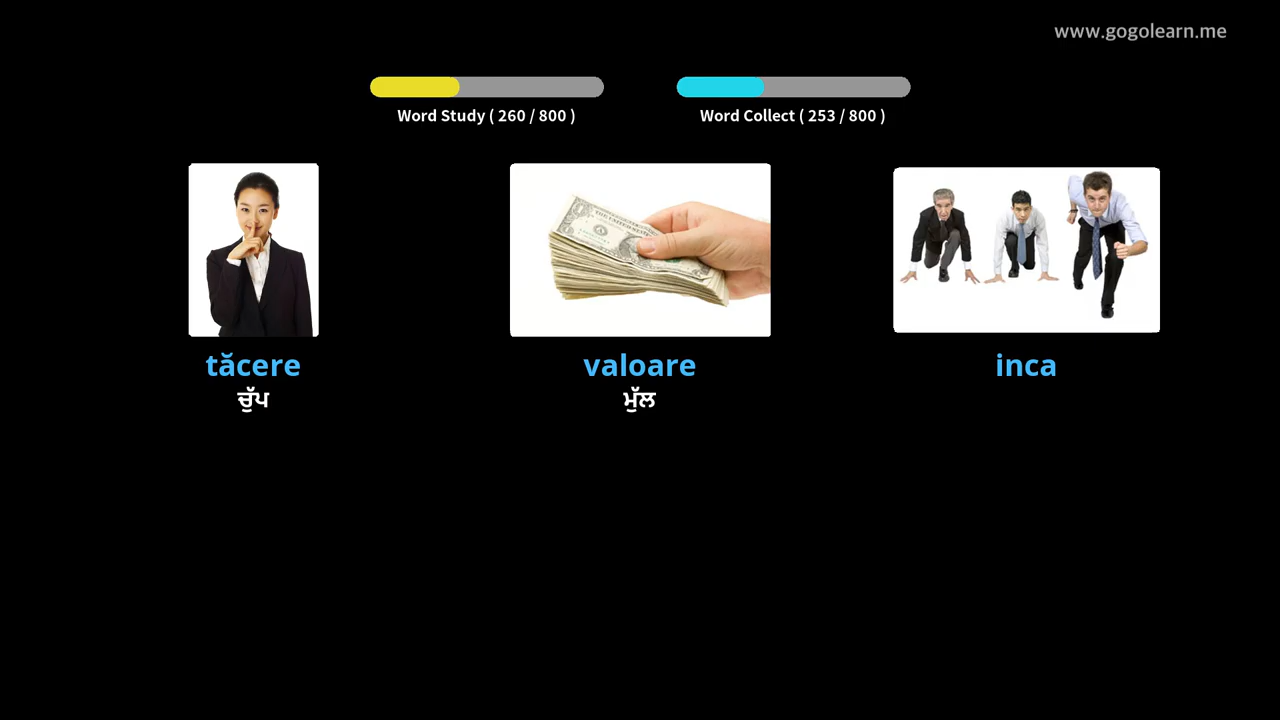 www.gogolearn.me
Word Study ( 260 / 800 )
Word Collect ( 253 / 800 )
tăcere
valoare
inca
ਚੁੱਪ
ਮੁੱਲ